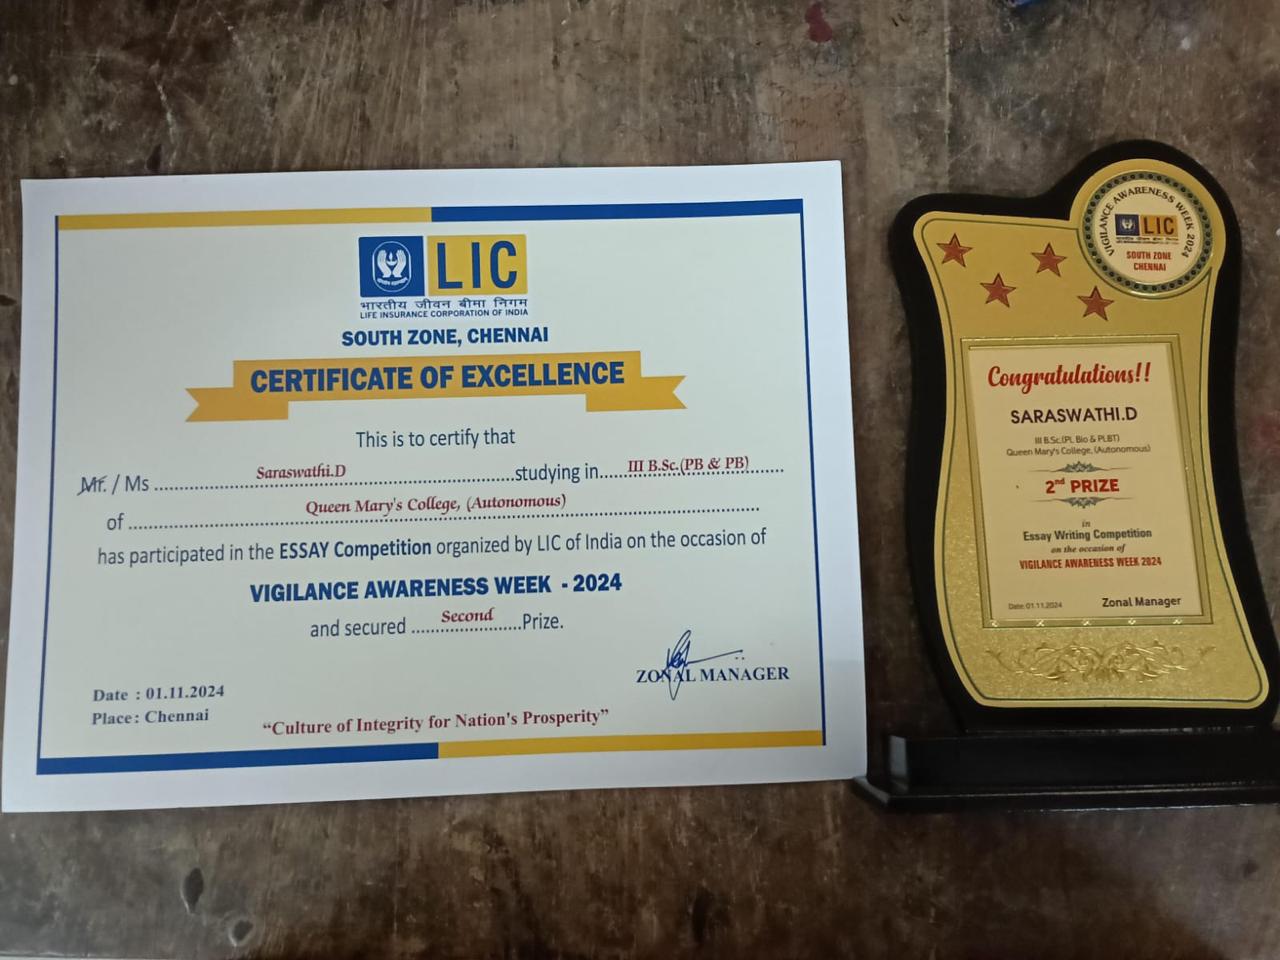 LIC
भारतीय जीवन बीमा निगम
LIFE INSURANCE CORPORATION OF INDIA
SOUTH ZONE, CHENNAI
CERTIFICATE OF EXCELLENCE
This is to certify that
Mr. / Ms ........Saraswathi.D........studying in....III B.Sc.(PB & PB)........
of ........Queen Mary's College, (Autonomous)........
has participated in the ESSAY Competition organized by LIC of India on the occasion of
VIGILANCE AWARENESS WEEK - 2024
and secured ......Second......Prize.
ZONAL MANAGER
Date : 01.11.2024
Place : Chennai
“Culture of Integrity for Nation's Prosperity”
VIGILANCE AWARENESS WEEK 2024
LIC
SOUTH ZONE
CHENNAI
Congratulations!!
SARASWATHI.D
III B.Sc.(PL Bio & PLBT)
Queen Mary's College, (Autonomous)
2nd PRIZE
in
Essay Writing Competition
on the occasion of
VIGILANCE AWARENESS WEEK 2024
Date: 01.11.2024 Zonal Manager